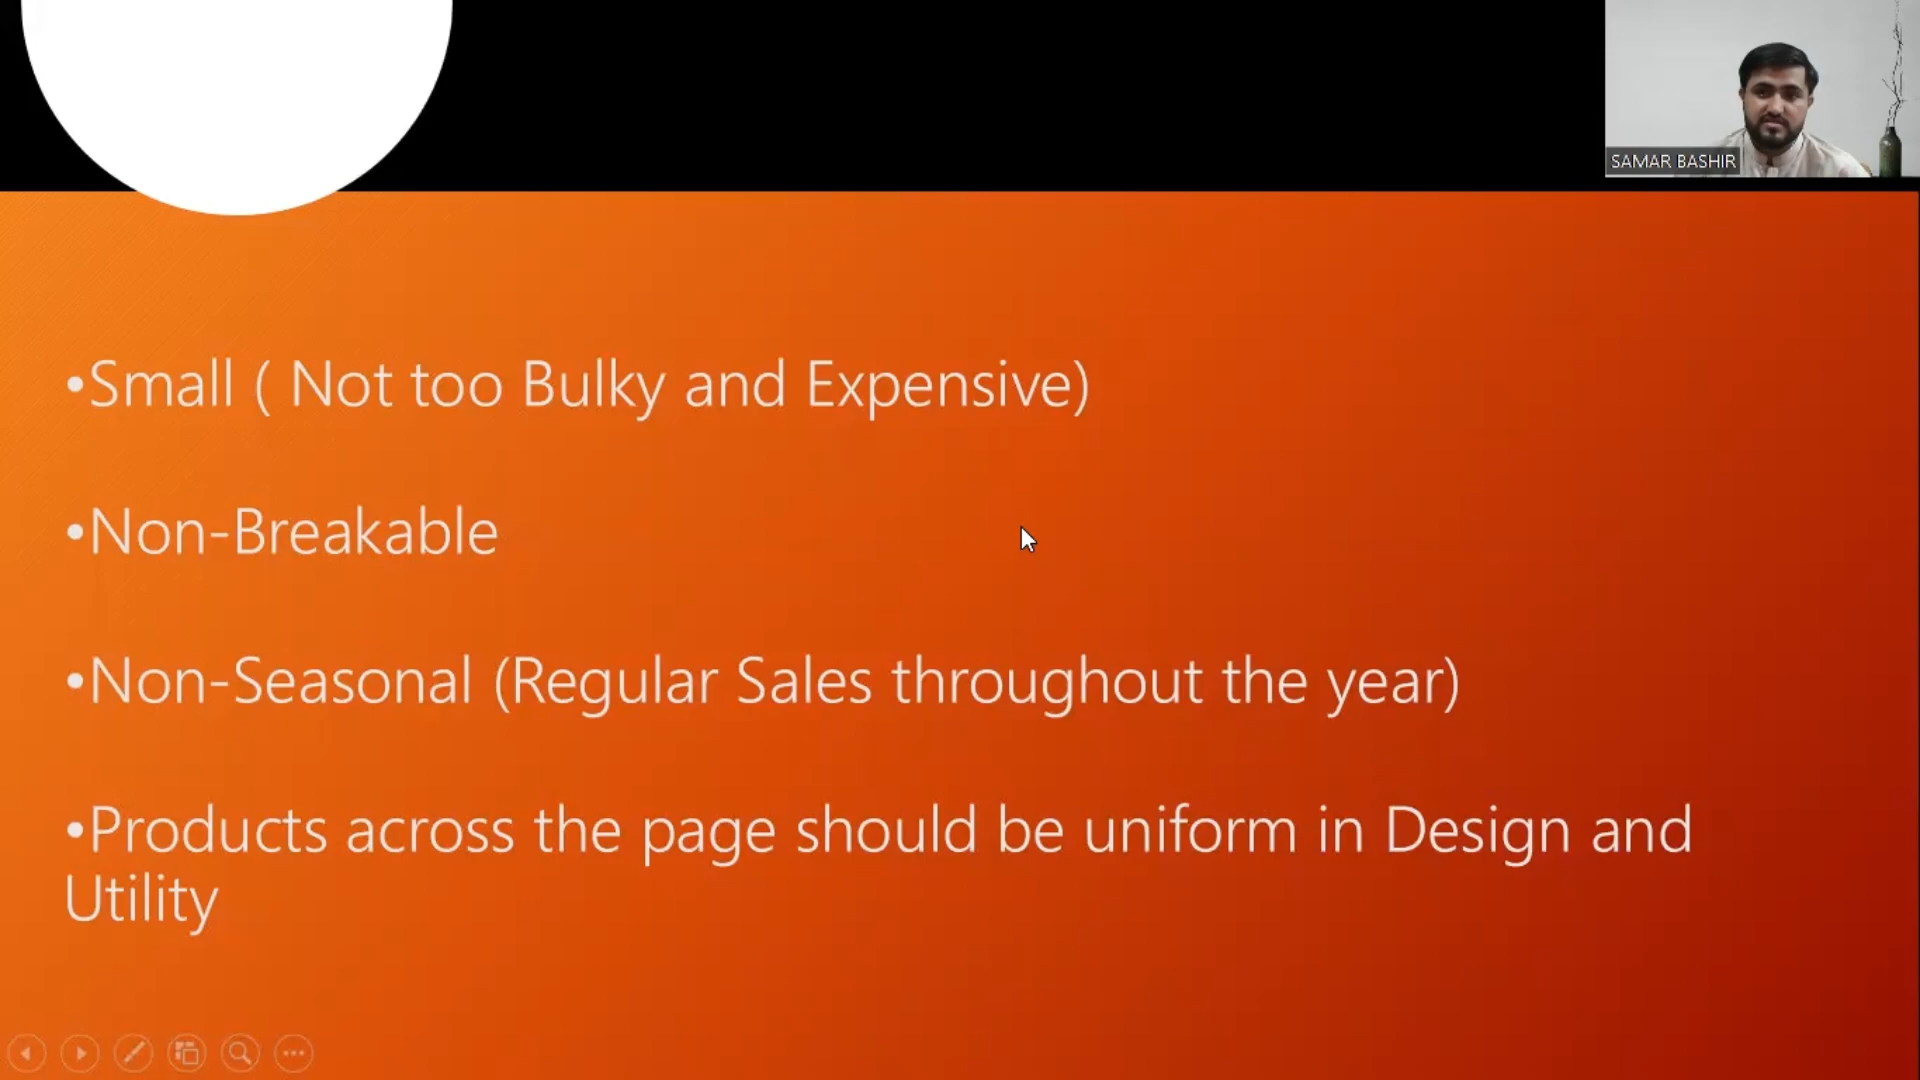 SAMAR BASHIR
•Small ( Not too Bulky and Expensive)
•Non-Breakable
•Non-Seasonal (Regular Sales throughout the year)
•Products across the page should be uniform in Design and
Utility